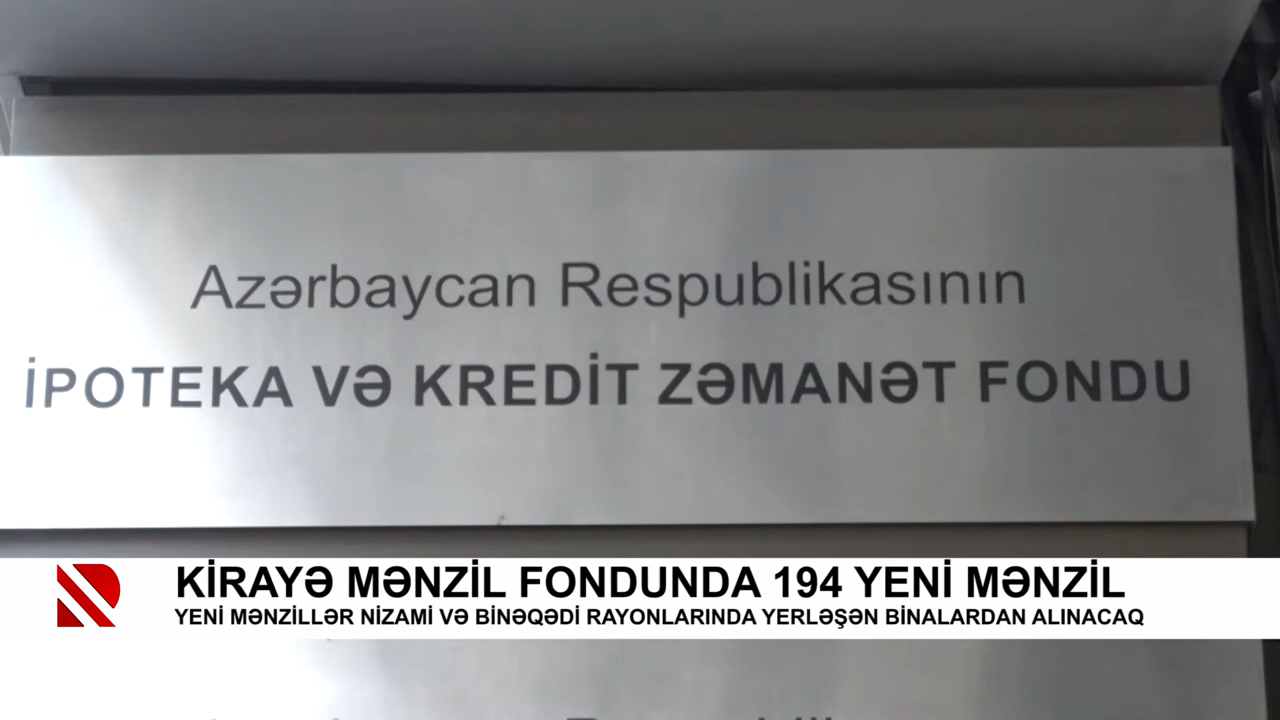 Azərbaycan Respublikasının
İPOTEKA VƏ KREDİT ZƏMANƏT FONDU
KİRAYƏ MƏNZİL FONDUNDA 194 YENİ MƏNZİL
YENİ MƏNZİLLƏR NİZAMİ VƏ BİNƏQƏDİ RAYONLARINDA YERLƏŞƏN BİNALARDAN ALINACAQ